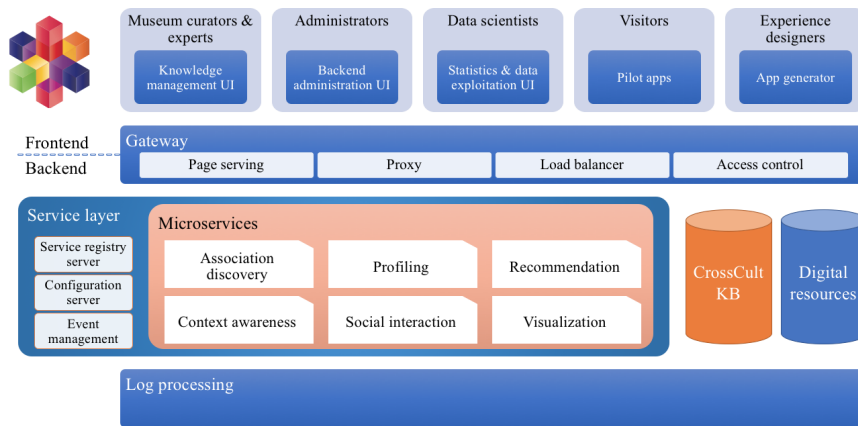 Museum curators &
experts
Administrators
Data scientists
Visitors
Experience
designers
Knowledge
management UI
Backend
administration UI
Statistics & data
exploitation UI
Pilot apps
App generator
Frontend
Backend
Gateway
Page serving
Proxy
Load balancer
Access control
Service layer
Service registry
server
Configuration
server
Event
management
Microservices
Association
discovery
Profiling
Recommendation
Context awareness
Social interaction
Visualization
CrossCult
KB
Digital
resources
Log processing